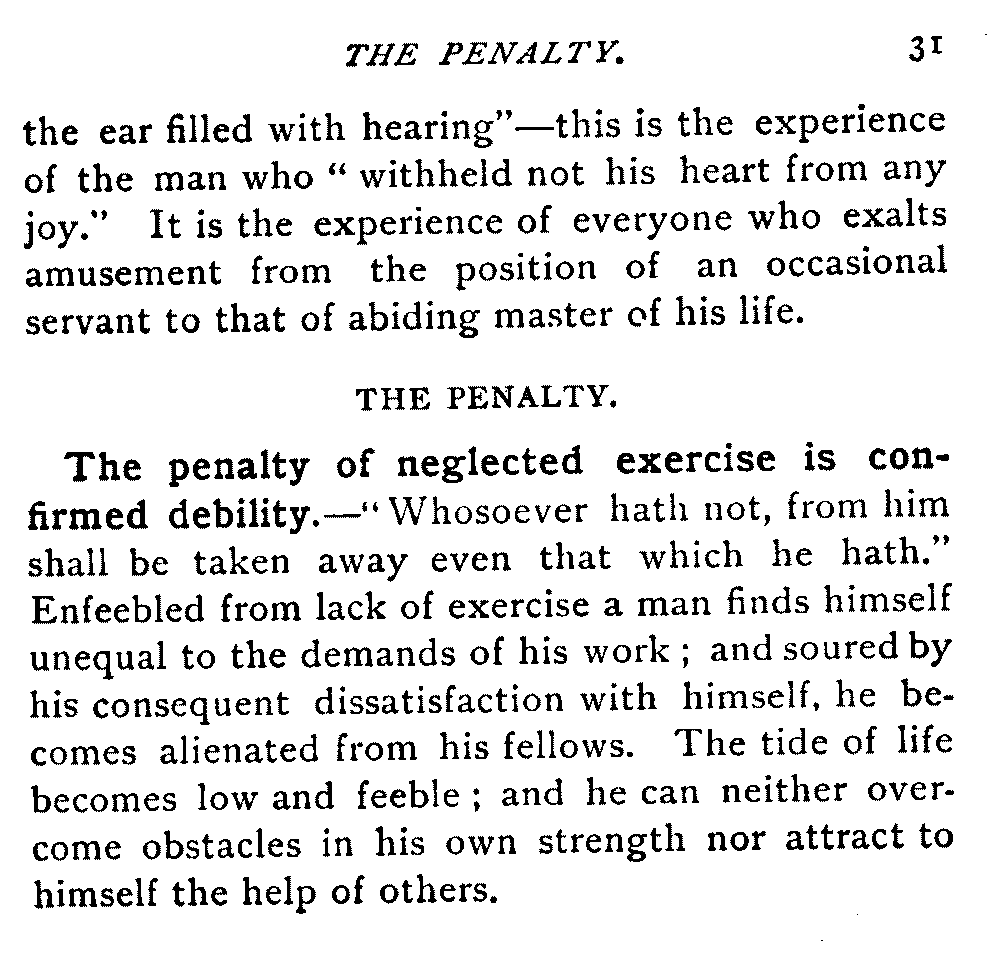 THE PENALTY. 31
the ear filled with hearing”—this is the experience
of the man who “ withheld not his heart from any
joy.” It is the experience of everyone who exalts
amusement from the position of an occasional
servant to that of abiding master of his life.
THE PENALTY.
The penalty of neglected exercise is con-
firmed debility.—“ Whosoever hath not, from him
shall be taken away even that which he hath.”
Enfeebled from lack of exercise a man finds himself
unequal to the demands of his work ; and soured by
his consequent dissatisfaction with himself, he be-
comes alienated from his fellows. The tide of life
becomes low and feeble ; and he can neither over-
come obstacles in his own strength nor attract to
himself the help of others.